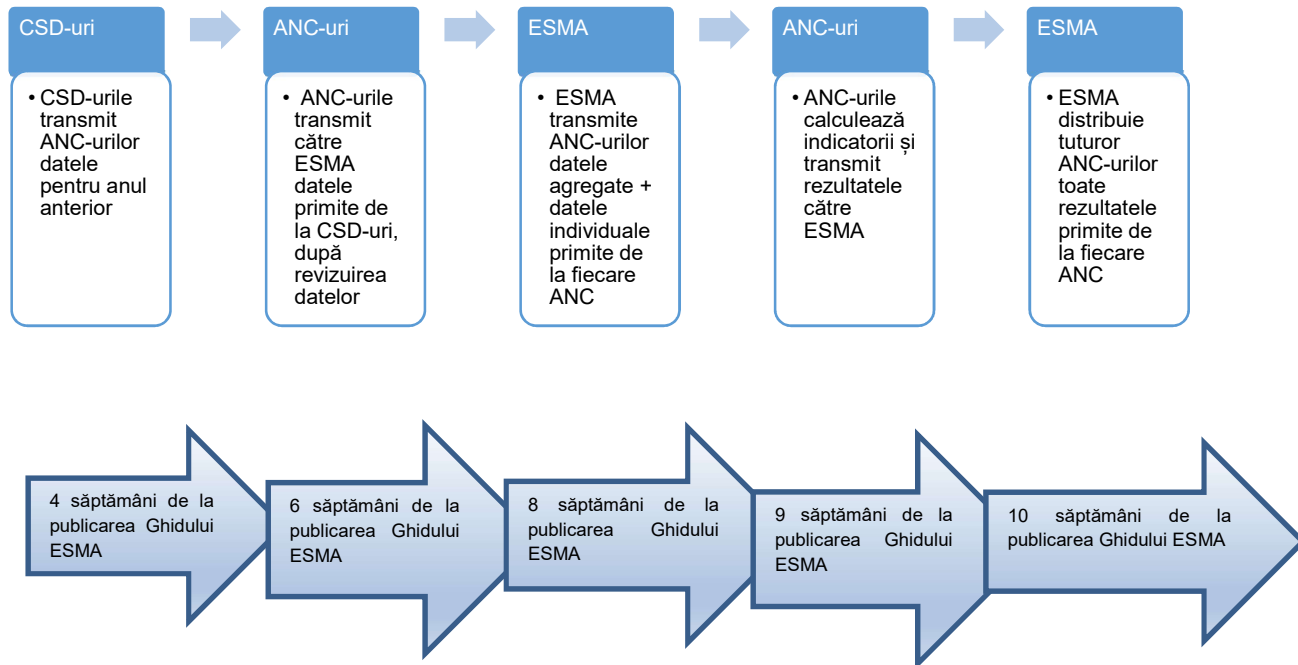 CSD-uri
• CSD-urile
transmit
ANC-urilor
datele
pentru anul
anterior
ANC-uri
• ANC-urile
transmit
către
ESMA
datele
primite de
la CSD-uri,
după
revizuirea
datelor
ESMA
• ESMA
transmite
ANC-urilor
datele
agregate +
datele
individuale
primite de
la fiecare
ANC
ANC-uri
• ANC-urile
calculează
indicatorii și
transmit
rezultatele
către
ESMA
ESMA
• ESMA
distribuie
tuturor
ANC-urilor
toate
rezultatele
primite de
la fiecare
ANC
4 săptămâni de la
publicarea Ghidului
ESMA
6 săptămâni de la
publicarea Ghidului
ESMA
8 săptămâni de la
publicarea Ghidului
ESMA
9 săptămâni de la
publicarea Ghidului
ESMA
10 săptămâni de la
publicarea Ghidului ESMA